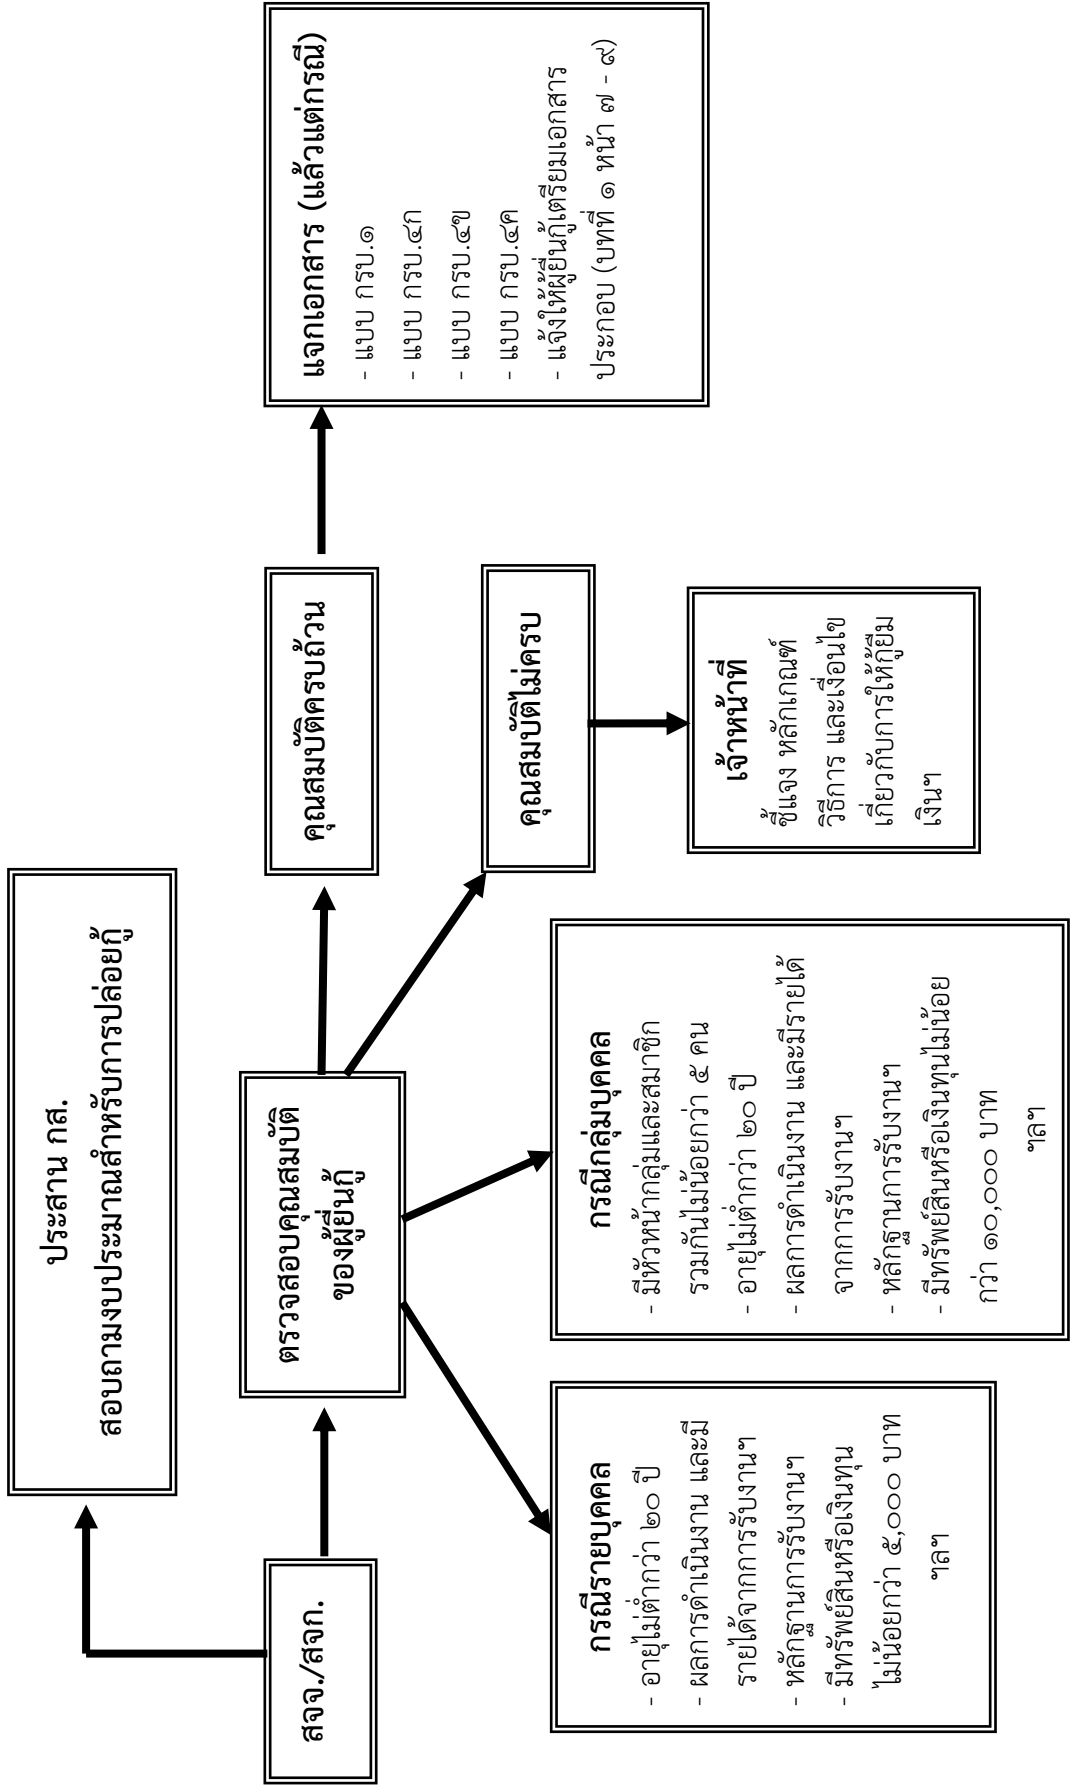 ประสาน กส.
สอบถามงบประมาณสำหรับการปล่อยกู้
สจจ./สจก.
ตรวจสอบคุณสมบัติ
ของผู้ยื่นกู้
คุณสมบัติครบถ้วน
แจกเอกสาร (แล้วแต่กรณี)
- แบบ กรบ.๑
- แบบ กรบ.๔ก
- แบบ กรบ.๔ข
- แบบ กรบ.๔ค
- แจ้งให้ผู้ยื่นกู้เตรียมเอกสาร
ประกอบ (บทที่ ๑ หน้า ๗ - ๙)
คุณสมบัติไม่ครบ
เจ้าหน้าที่
ชี้แจง หลักเกณฑ์
วิธีการ และเงื่อนไข
เกี่ยวกับการให้กู้ยืม
เงินฯ
กรณีรายบุคคล
- อายุไม่ต่ำกว่า ๒๐ ปี
- ผลการดำเนินงาน และมี
รายได้จากการรับงานฯ
- หลักฐานการรับงานฯ
- มีทรัพย์สินหรือเงินทุน
ไม่น้อยกว่า ๕,๐๐๐ บาท
ฯลฯ
กรณีกลุ่มบุคคล
- มีหัวหน้ากลุ่มและสมาชิก
รวมกันไม่น้อยกว่า ๕ คน
- อายุไม่ต่ำกว่า ๒๐ ปี
- ผลการดำเนินงาน และมีรายได้
จากการรับงานฯ
- หลักฐานการรับงานฯ
- มีทรัพย์สินหรือเงินทุนไม่น้อย
กว่า ๑๐,๐๐๐ บาท
ฯลฯ